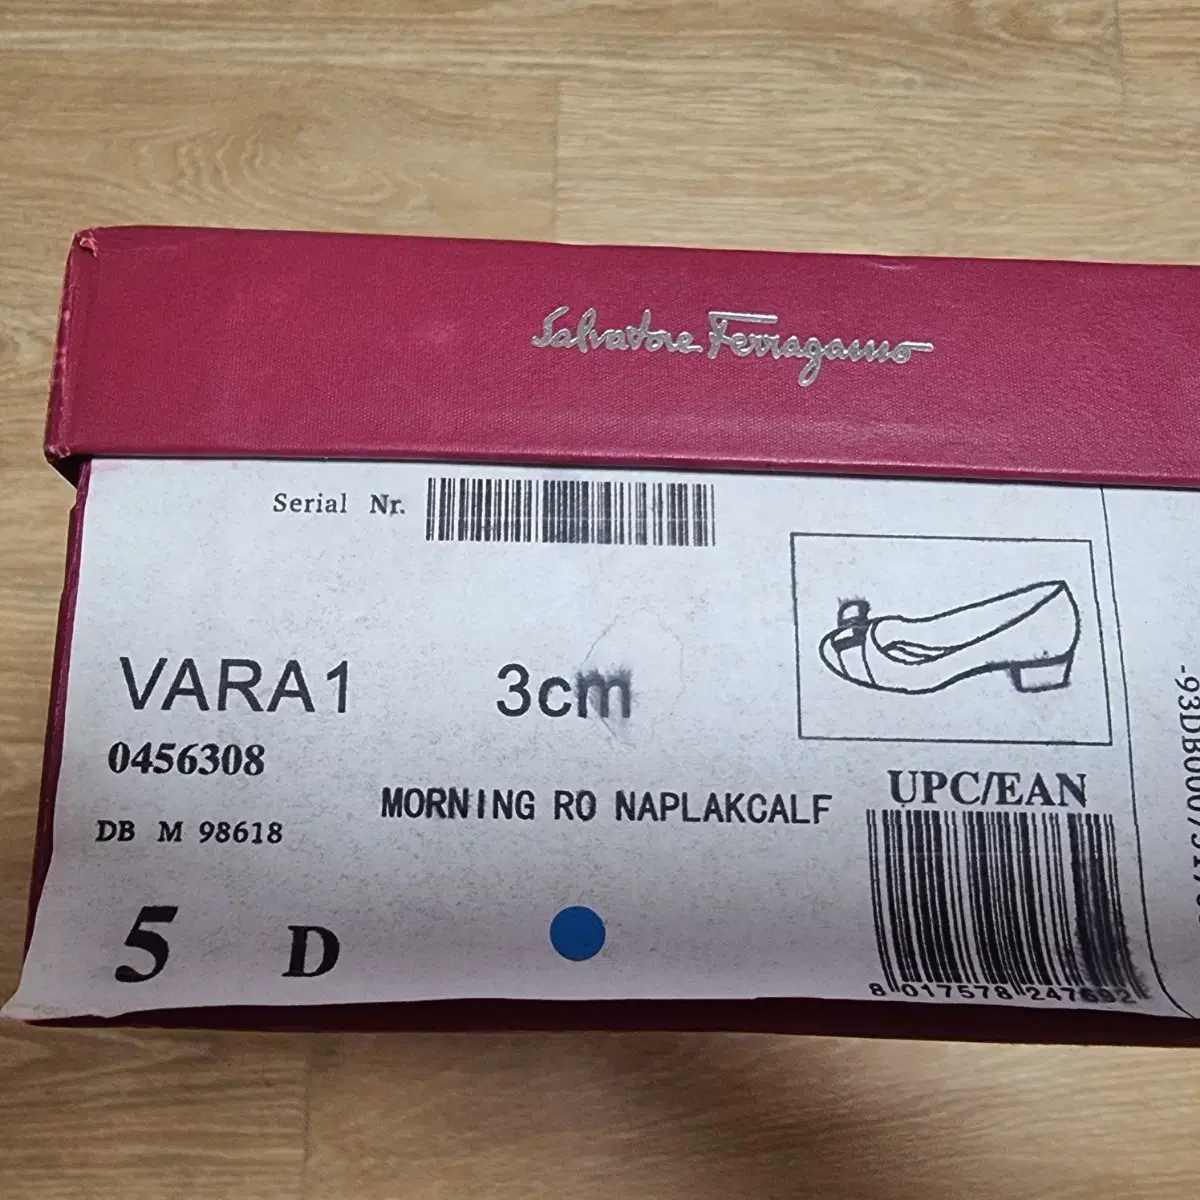 Salvatore Ferragamo
Serial Nr.
VARA1 3cm
0456308
MORNING RO NAPLAKCALF
DB M 98618
5 D
UPC/EAN
8 017578 247692